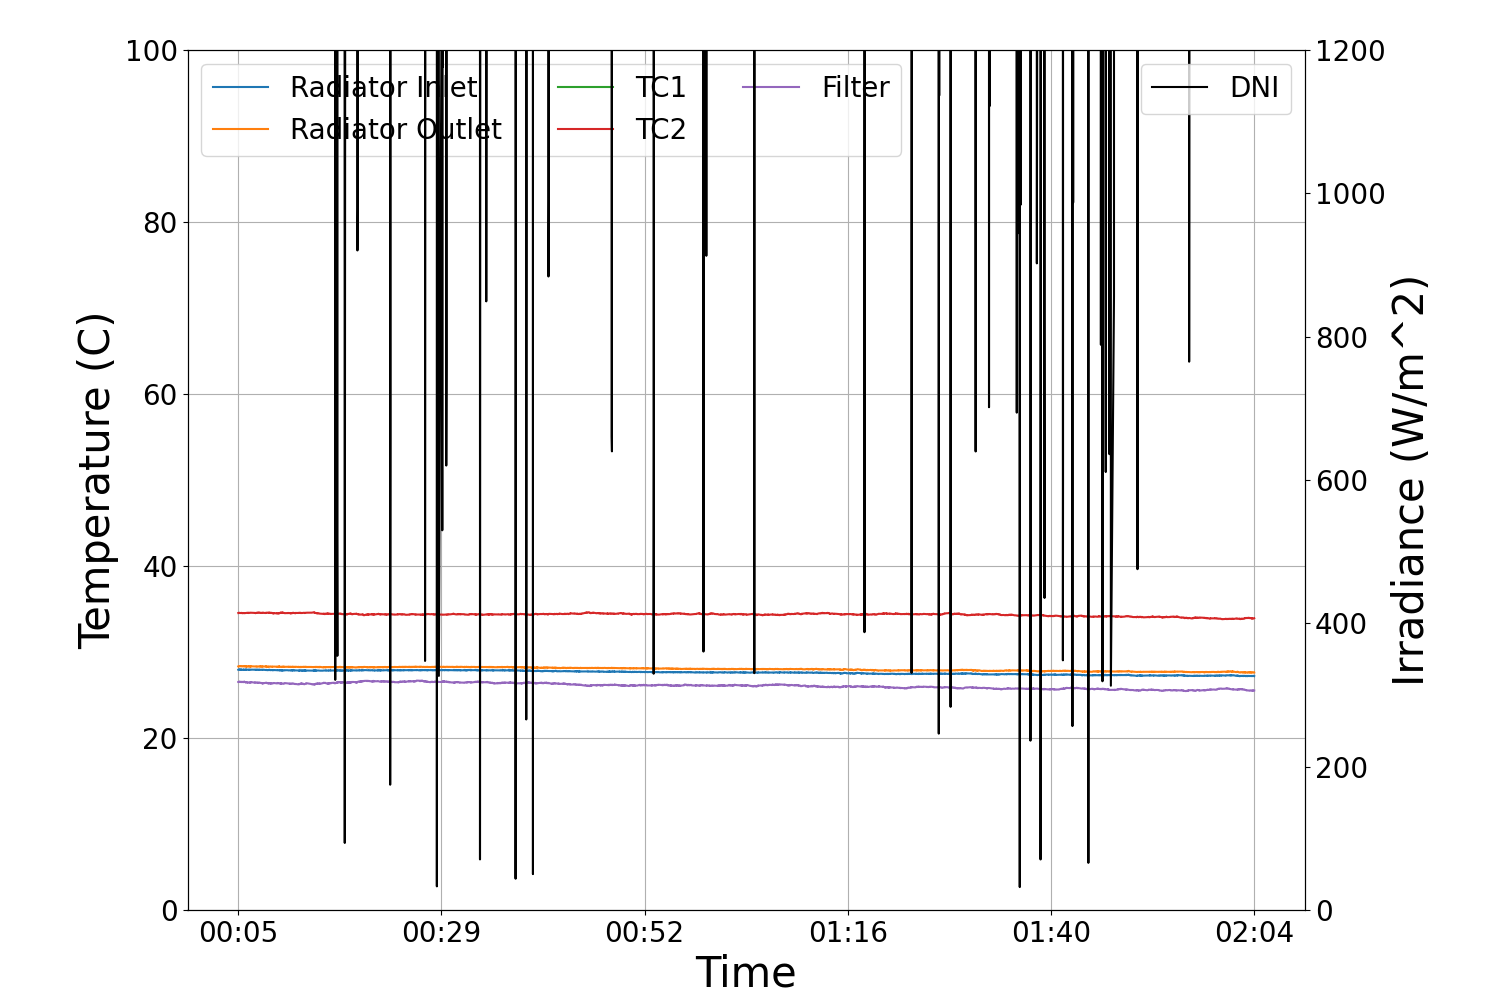 100
80
60
40
20
0
Temperature (C)
Radiator Inlet
Radiator Outlet
TC1
TC2
Filter
DNI
1200
1000
800
600
400
200
0
Irradiance (W/m^2)
00:05 00:29 00:52 01:16 01:40 02:04
Time